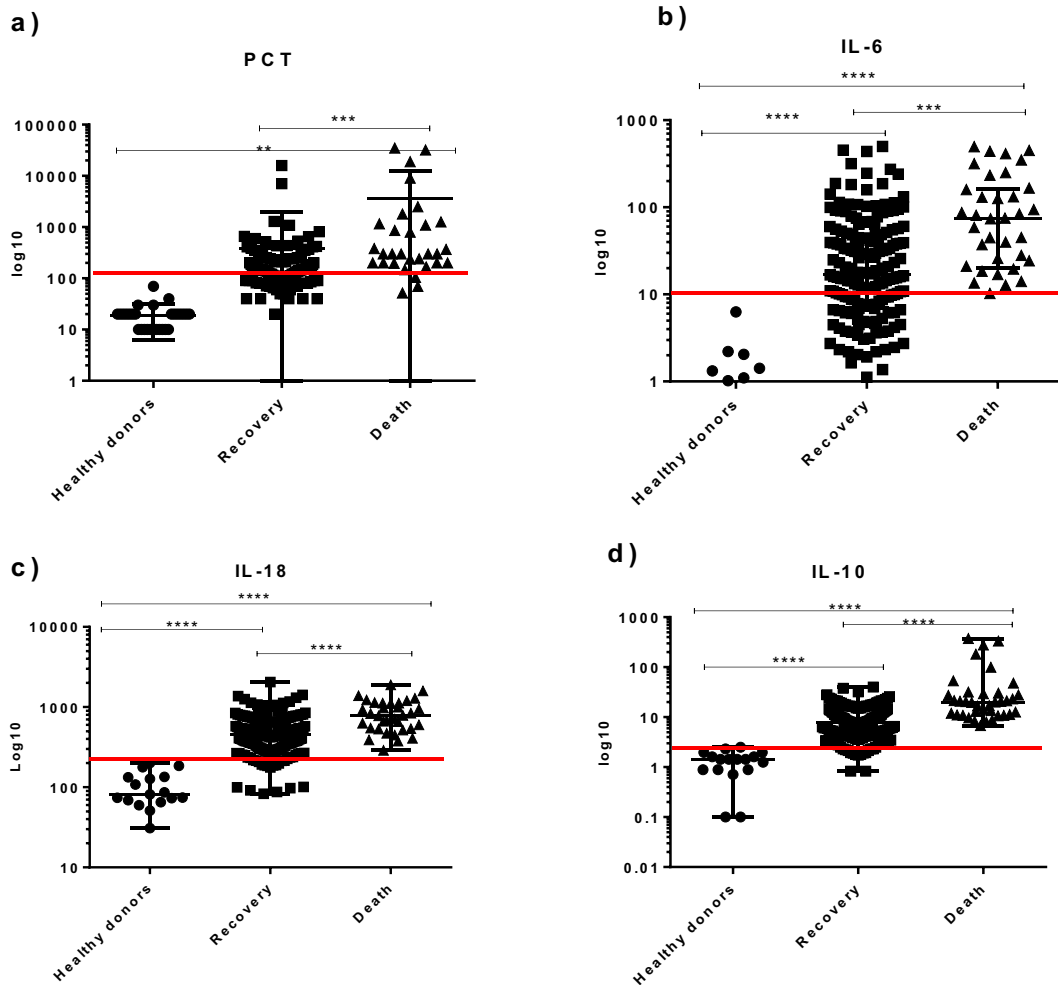 a)
PCT
***
**
100000
10000
1000
100
10
1
log10
Healthy donors
Recovery
Death
b)
IL-6
****
****
***
1000
100
10
1
log10
Healthy donors
Recovery
Death
c)
IL-18
****
****
****
10000
1000
100
10
Log10
Healthy donors
Recovery
Death
d)
IL-10
****
****
****
1000
100
10
1
0.1
0.01
log10
Healthy donors
Recovery
Death